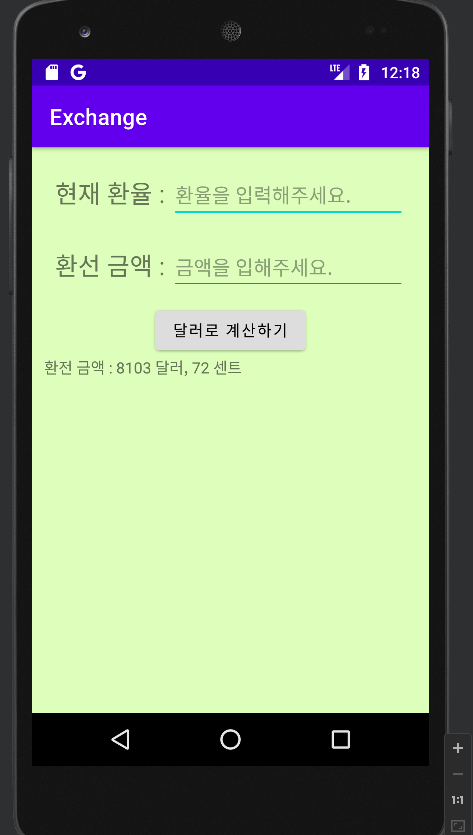 LTE 12:18
Exchange
현재 환율 : 환율을 입력해주세요.
환선 금액 : 금액을 입해주세요.
달러로 계산하기
환전 금액 : 8103 달러, 72 센트
1:1